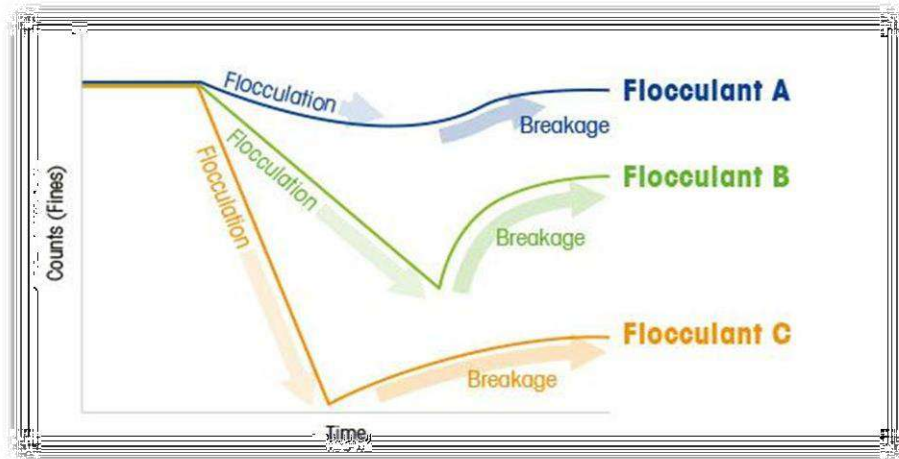 Counts (Fines)
Flocculation
Breakage
Flocculant A
Flocculation
Breakage
Flocculant B
Flocculation
Breakage
Flocculant C
Time